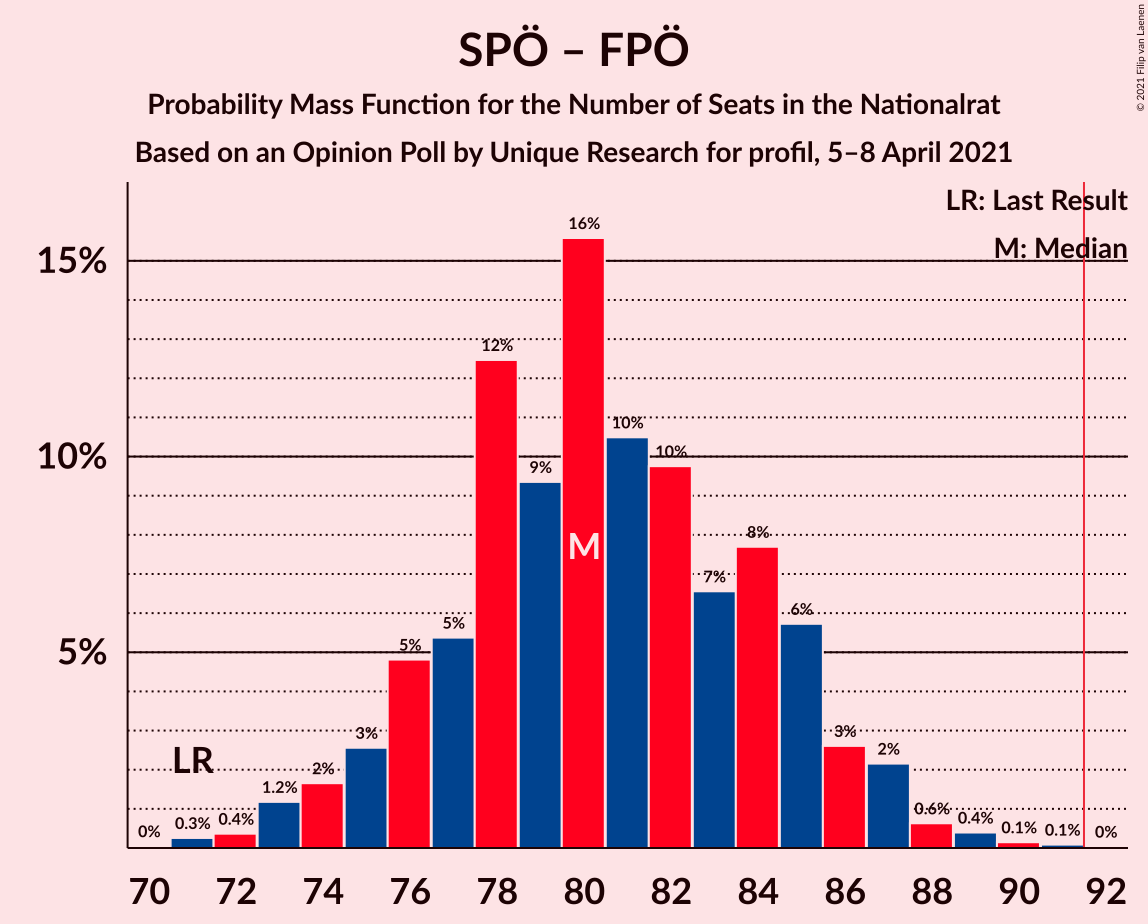 SPÖ – FPÖ
Probability Mass Function for the Number of Seats in the Nationalrat
Based on an Opinion Poll by Unique Research for profil, 5–8 April 2021
© 2021 Filip van Laenen
LR: Last Result
M: Median
15%
10%
5%
0%
0.3%
0.4%
1.2%
2%
3%
5%
5%
12%
9%
16%
10%
10%
7%
8%
6%
3%
2%
0.6%
0.4%
0.1%
0.1%
0%
LR
M
70 72 74 76 78 80 82 84 86 88 90 92